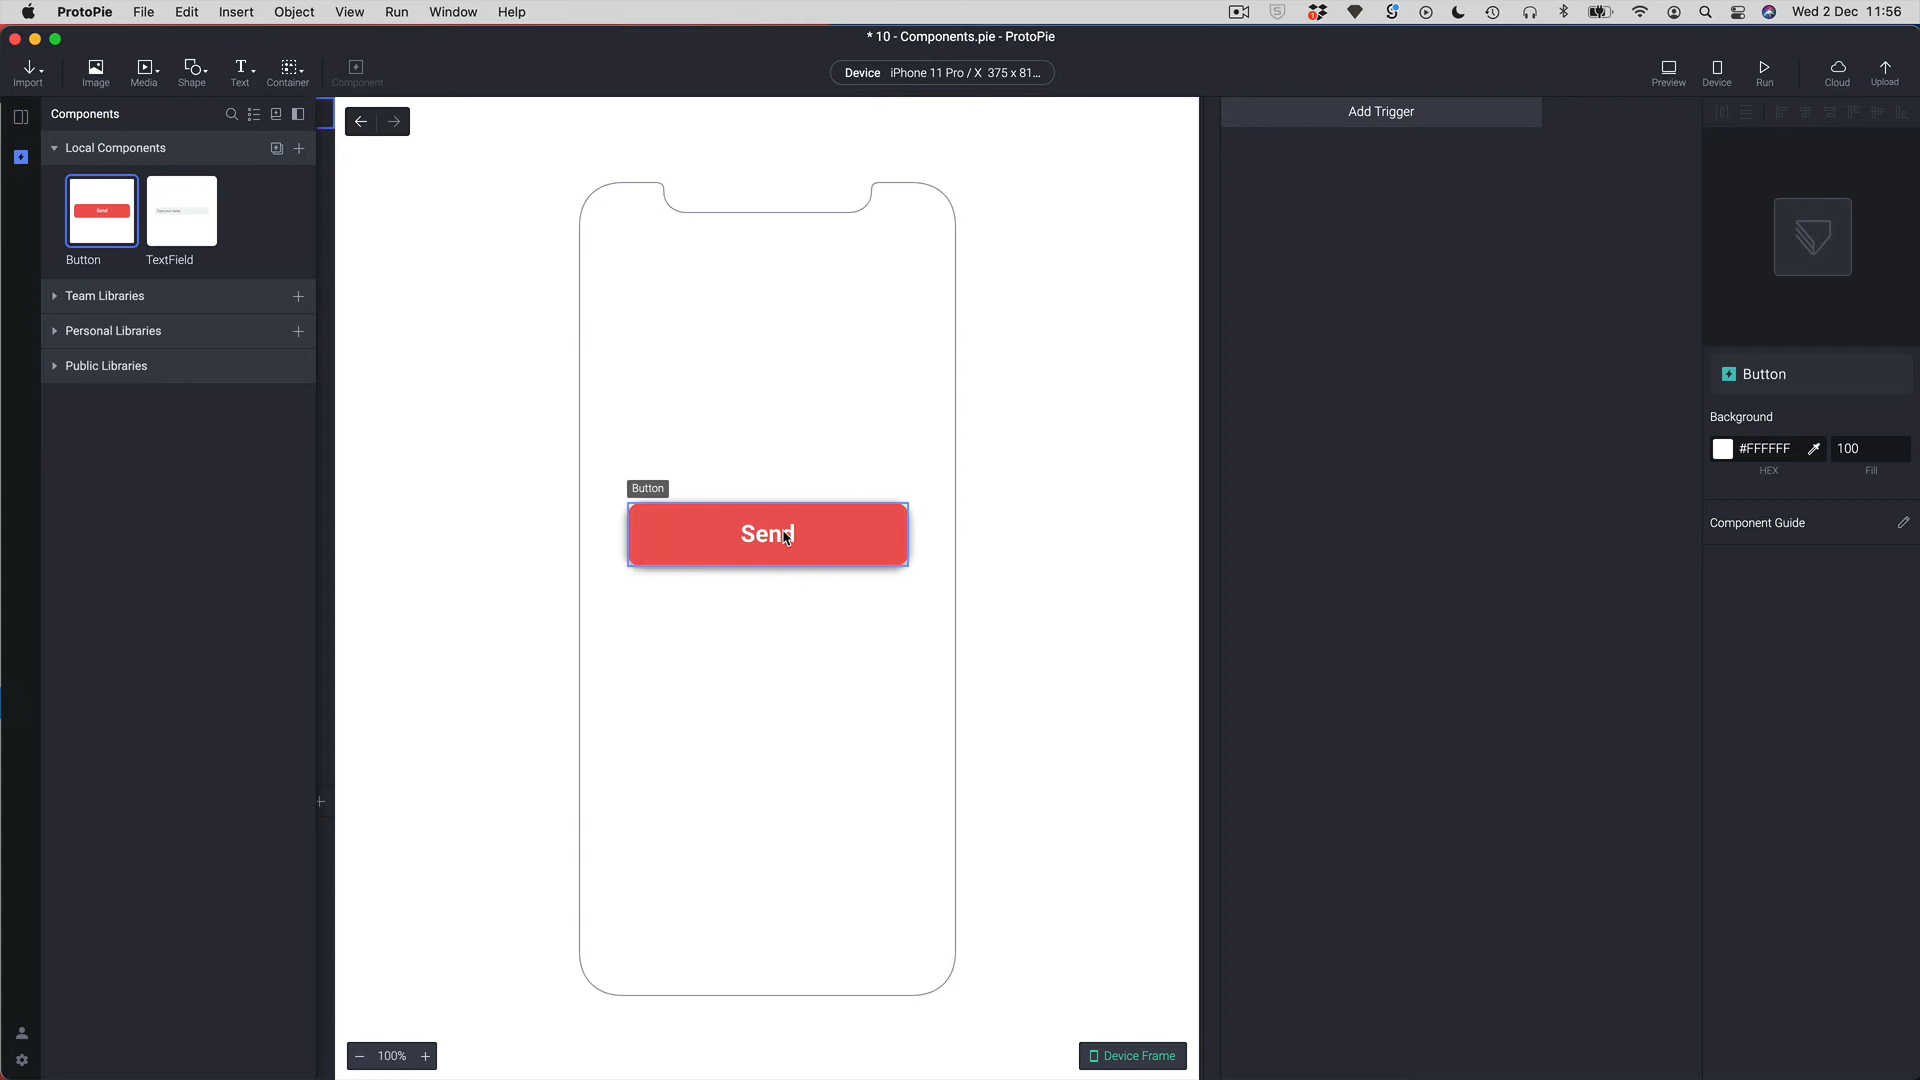 ProtoPie File Edit Insert Object View Run Window Help
Wed 2 Dec 11:56
* 10 - Components.pie - ProtoPie
Import Image Media Shape Text Container Component
Device iPhone 11 Pro / X 375 x 81...
Preview Device Run Cloud Upload
Components
Add Trigger
Local Components
Send
Button TextField
Team Libraries
Personal Libraries
Public Libraries
Button
Send
Button
Background
#FFFFFF 100
HEX Fill
Component Guide
100%
Device Frame